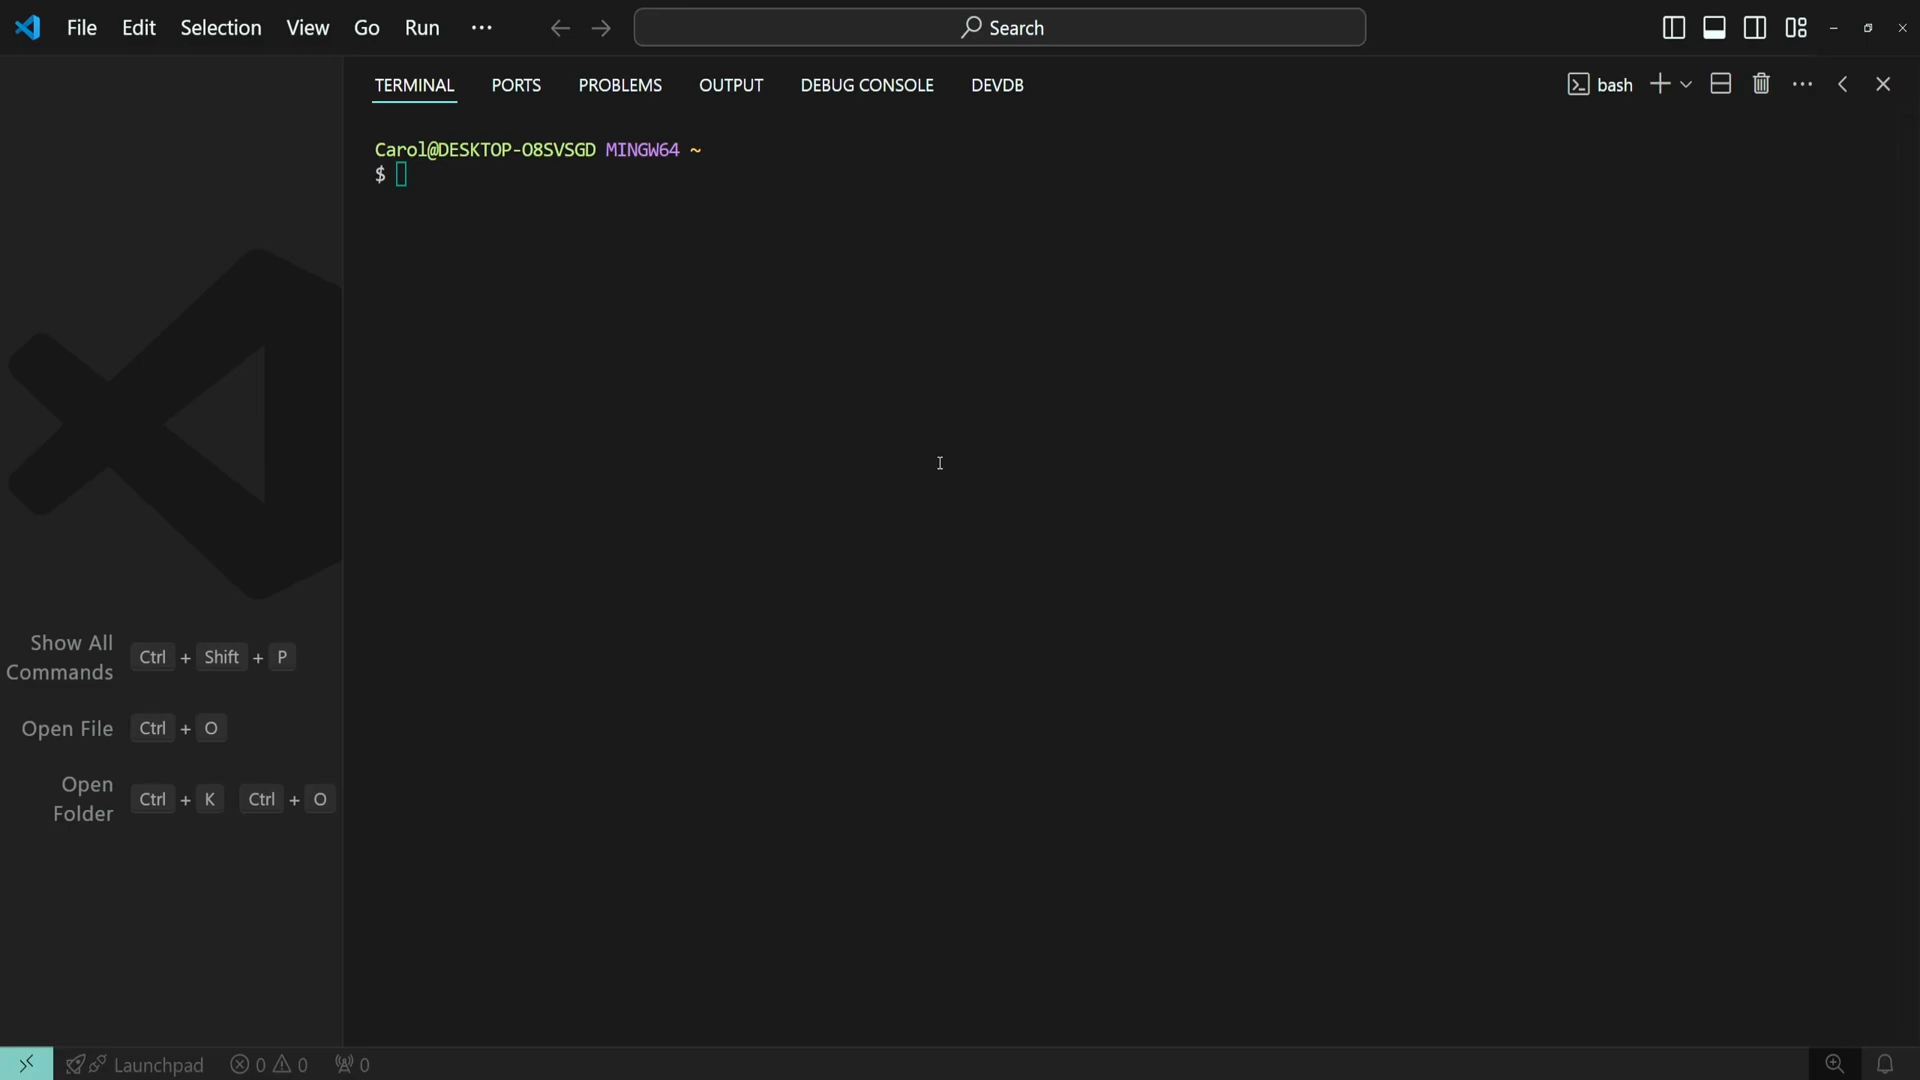 File Edit Selection View Go Run ... Search
TERMINAL PORTS PROBLEMS OUTPUT DEBUG CONSOLE DEVDB bash
Carol@DESKTOP-O8SVSGD MINGW64 ~
$
Show All
Commands Ctrl + Shift + P
Open File Ctrl + O
Open
Folder Ctrl + K Ctrl + O
Launchpad 0 0 0